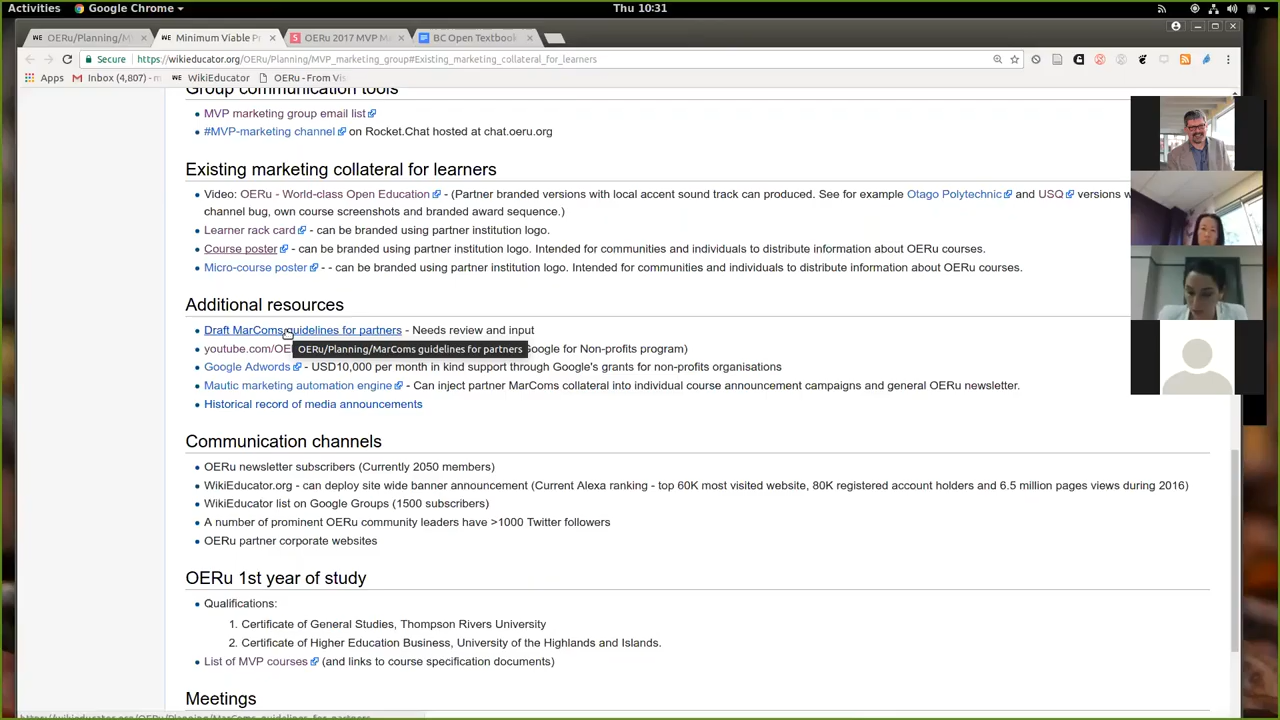 Activities
Google Chrome
Thu 10:31
OERu/Planning/M
Minimum Viable P
OERu 2017 MVP M
BC Open Textbook
Secure
https://wikieducator.org/OERu/Planning/MVP_marketing_group#Existing_marketing_collateral_for_learners
Apps
Inbox (4,807) - m
WikiEducator
OERu - From Vis
Group communication tools
MVP marketing group email list
#MVP-marketing channel on Rocket.Chat hosted at chat.oeru.org
Existing marketing collateral for learners
Video: OERu - World-class Open Education - (Partner branded versions with local accent sound track can produced. See for example Otago Polytechnic and USQ versions w
channel bug, own course screenshots and branded award sequence.)
Learner rack card - can be branded using partner institution logo.
Course poster - can be branded using partner institution logo. Intended for communities and individuals to distribute information about OERu courses.
Micro-course poster - - can be branded using partner institution logo. Intended for communities and individuals to distribute information about OERu courses.
Additional resources
Draft MarComs guidelines for partners - Needs review and input
youtube.com/OE
OERu/Planning/MarComs guidelines for partners
Google for Non-profits program)
Google Adwords - USD10,000 per month in kind support through Google's grants for non-profits organisations
Mautic marketing automation engine - Can inject partner MarComs collateral into individual course announcement campaigns and general OERu newsletter.
Historical record of media announcements
Communication channels
OERu newsletter subscribers (Currently 2050 members)
WikiEducator.org - can deploy site wide banner announcement (Current Alexa ranking - top 60K most visited website, 80K registered account holders and 6.5 million pages views during 2016)
WikiEducator list on Google Groups (1500 subscribers)
A number of prominent OERu community leaders have >1000 Twitter followers
OERu partner corporate websites
OERu 1st year of study
Qualifications:
1. Certificate of General Studies, Thompson Rivers University
2. Certificate of Higher Education Business, University of the Highlands and Islands.
List of MVP courses (and links to course specification documents)
Meetings